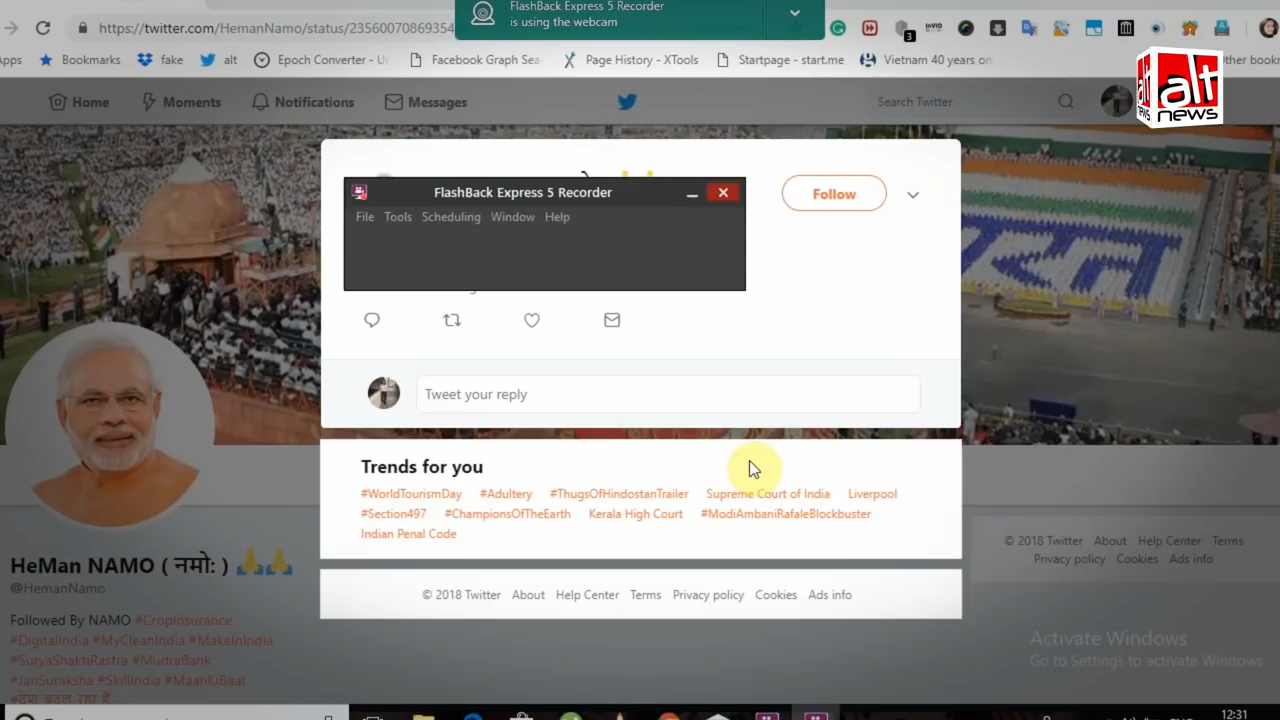 FlashBack Express 5 Recorder
is using the webcam
https://twitter.com/HemanNamo/status/23560070869354
3
Bookmarks fake alt Epoch Converter - U Facebook Graph Sea Page History - XTools Startpage - start.me Vietnam 40 years on
alt
news
Home Moments Notifications Messages Search Twitter
FlashBack Express 5 Recorder
File Tools Scheduling Window Help
Follow
Tweet your reply
Trends for you
#WorldTourismDay #Adultery #ThugsOfHindostanTrailer Supreme Court of India Liverpool
#Section497 #ChampionsOfTheEarth Kerala High Court #ModiAmbaniRafaleBlockbuster
Indian Penal Code
© 2018 Twitter About Help Center Terms Privacy policy Cookies Ads info
HeMan NAMO ( नमो: ) 🙏🙏
@HemanNamo
Followed By NAMO #CropInsurance
#DigitalIndia #MyCleanIndia #MakeInIndia
#SuryaShaktiRastra #MudraBank
#JanSuraksha #SkillIndia #MaanKiBaat
#देश बदल रहा है
© 2018 Twitter About Help Center Terms
Privacy policy Cookies Ads info
Activate Windows
Go to Settings to activate Windows.
12:31